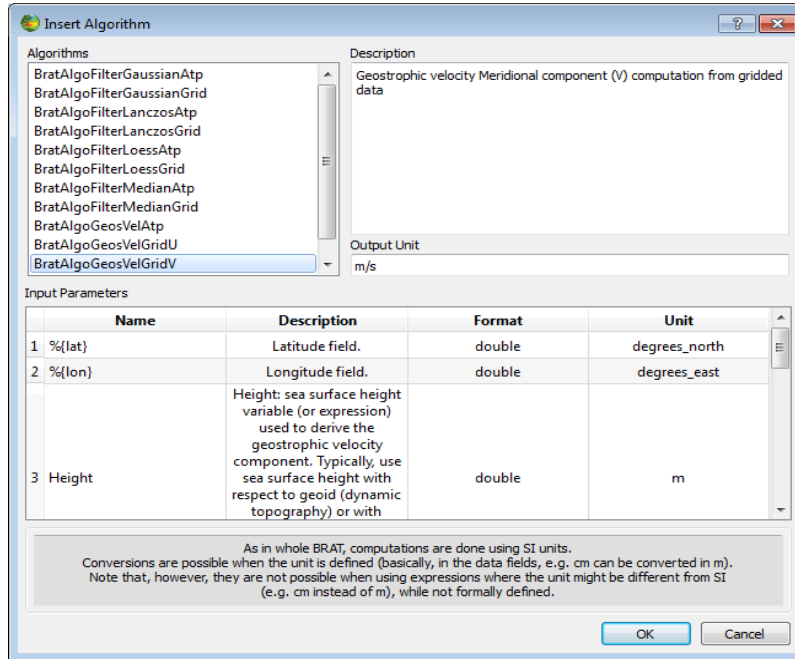 Insert Algorithm
Algorithms
BratAlgoFilterGaussianAtp
BratAlgoFilterGaussianGrid
BratAlgoFilterLanczosAtp
BratAlgoFilterLanczosGrid
BratAlgoFilterLoessAtp
BratAlgoFilterLoessGrid
BratAlgoFilterMedianAtp
BratAlgoFilterMedianGrid
BratAlgoGeosVelAtp
BratAlgoGeosVelGridU
BratAlgoGeosVelGridV
Description
Geostrophic velocity Meridional component (V) computation from gridded
data
Output Unit
m/s
Input Parameters
Name Description Format Unit
1 %{lat} Latitude field. double degrees_north
2 %{lon} Longitude field. double degrees_east
Height: sea surface height
variable (or expression)
used to derive the
geostrophic velocity
component. Typically, use
3 Height sea surface height with double m
respect to geoid (dynamic
topography) or with
As in whole BRAT, computations are done using SI units.
Conversions are possible when the unit is defined (basically, in the data fields, e.g. cm can be converted in m).
Note that, however, they are not possible when using expressions where the unit might be different from SI
(e.g. cm instead of m), while not formally defined.
OK Cancel